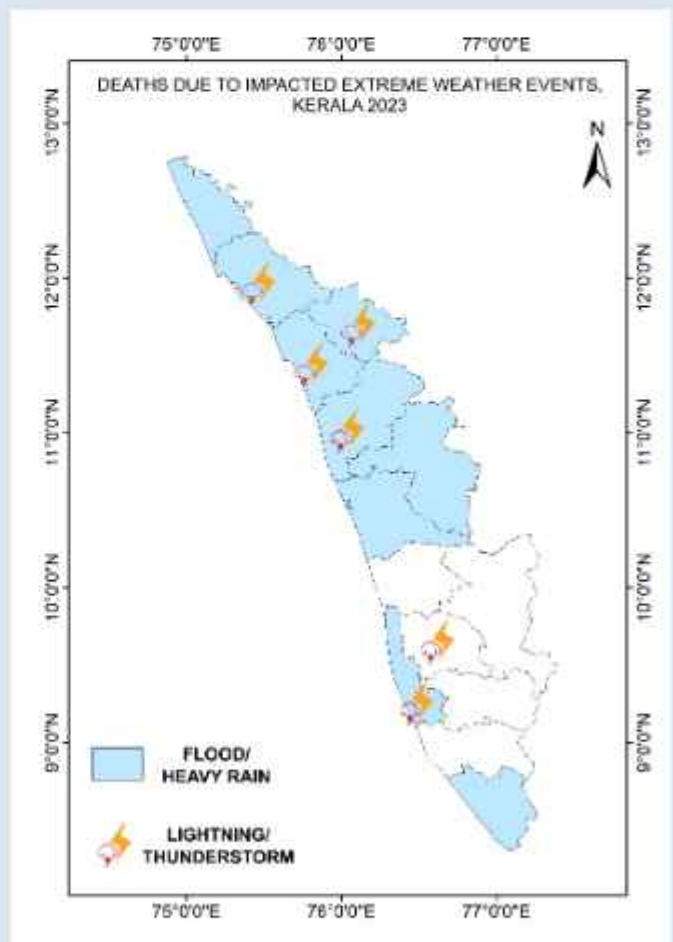 75°0'0"E 76°0'0"E 77°0'0"E
DEATHS DUE TO IMPACTED EXTREME WEATHER EVENTS,
KERALA 2023
N
13°0'0"N 13°0'0"N
12°0'0"N 12°0'0"N
11°0'0"N 11°0'0"N
10°0'0"N 10°0'0"N
9°0'0"N 9°0'0"N
FLOOD/
HEAVY RAIN
LIGHTNING/
THUNDERSTORM
75°0'0"E 76°0'0"E 77°0'0"E